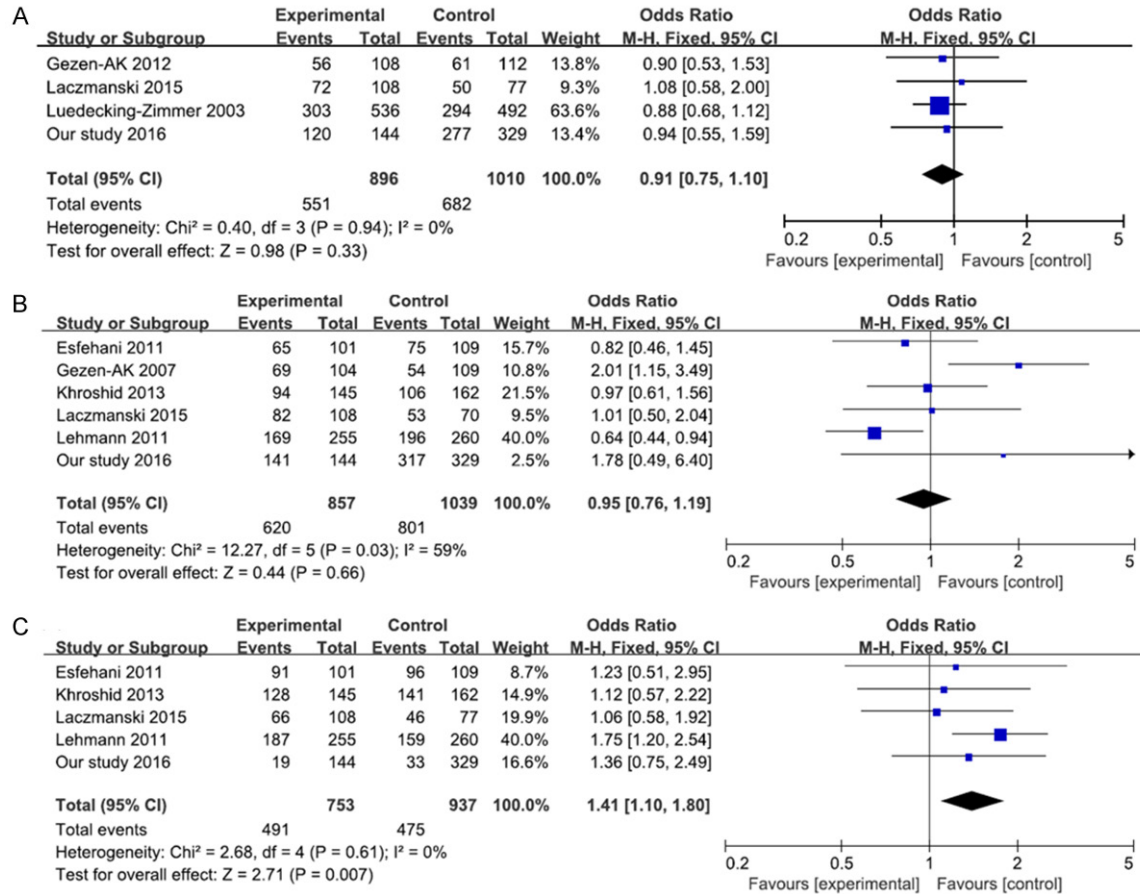 A
Experimental Control Odds Ratio Odds Ratio
Study or Subgroup Events Total Events Total Weight M-H, Fixed, 95% CI M-H, Fixed, 95% CI
Gezen-AK 2012 56 108 61 112 13.8% 0.90 [0.53, 1.53]
Laczmanski 2015 72 108 50 77 9.3% 1.08 [0.58, 2.00]
Luedecking-Zimmer 2003 303 536 294 492 63.6% 0.88 [0.68, 1.12]
Our study 2016 120 144 277 329 13.4% 0.94 [0.55, 1.59]
Total (95% CI) 896 1010 100.0% 0.91 [0.75, 1.10]
Total events 551 682
Heterogeneity: Chi² = 0.40, df = 3 (P = 0.94); I² = 0%
Test for overall effect: Z = 0.98 (P = 0.33)
0.2 0.5 1 2 5
Favours [experimental] Favours [control]
B
Experimental Control Odds Ratio Odds Ratio
Study or Subgroup Events Total Events Total Weight M-H, Fixed, 95% CI M-H, Fixed, 95% CI
Esfehani 2011 65 101 75 109 15.7% 0.82 [0.46, 1.45]
Gezen-AK 2007 69 104 54 109 10.8% 2.01 [1.15, 3.49]
Khroshid 2013 94 145 106 162 21.5% 0.97 [0.61, 1.56]
Laczmanski 2015 82 108 53 70 9.5% 1.01 [0.50, 2.04]
Lehmann 2011 169 255 196 260 40.0% 0.64 [0.44, 0.94]
Our study 2016 141 144 317 329 2.5% 1.78 [0.49, 6.40]
Total (95% CI) 857 1039 100.0% 0.95 [0.76, 1.19]
Total events 620 801
Heterogeneity: Chi² = 12.27, df = 5 (P = 0.03); I² = 59%
Test for overall effect: Z = 0.44 (P = 0.66)
0.2 0.5 1 2 5
Favours [experimental] Favours [control]
C
Experimental Control Odds Ratio Odds Ratio
Study or Subgroup Events Total Events Total Weight M-H, Fixed, 95% CI M-H, Fixed, 95% CI
Esfehani 2011 91 101 96 109 8.7% 1.23 [0.51, 2.95]
Khroshid 2013 128 145 141 162 14.9% 1.12 [0.57, 2.22]
Laczmanski 2015 66 108 46 77 19.9% 1.06 [0.58, 1.92]
Lehmann 2011 187 255 159 260 40.0% 1.75 [1.20, 2.54]
Our study 2016 19 144 33 329 16.6% 1.36 [0.75, 2.49]
Total (95% CI) 753 937 100.0% 1.41 [1.10, 1.80]
Total events 491 475
Heterogeneity: Chi² = 2.68, df = 4 (P = 0.61); I² = 0%
Test for overall effect: Z = 2.71 (P = 0.007)
0.2 0.5 1 2 5
Favours [experimental] Favours [control]